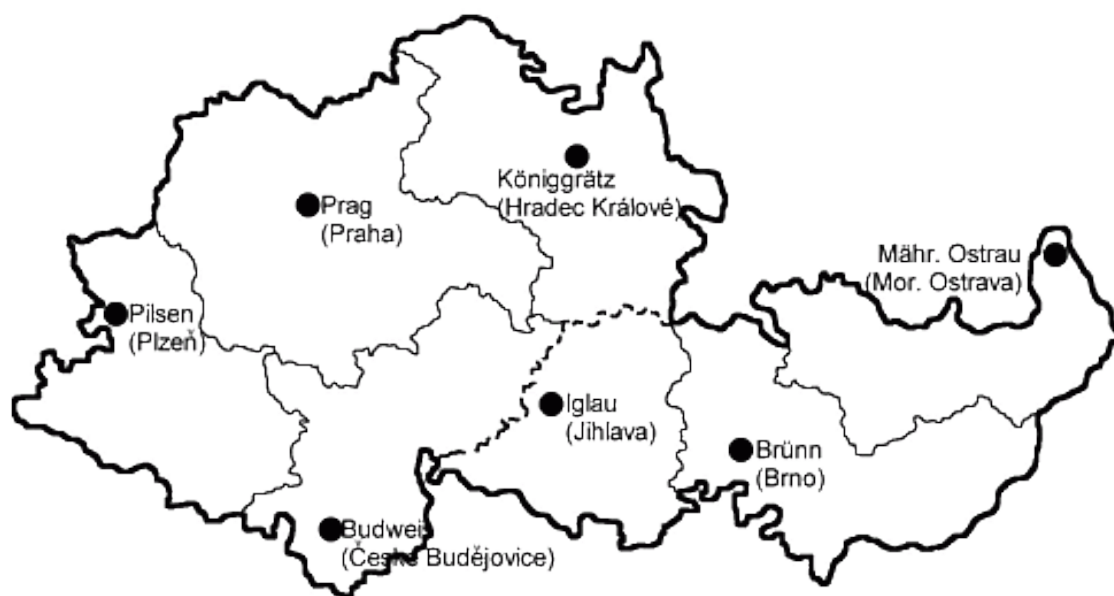 Königgrätz
(Hradec Králové)
Prag
(Praha)
Mähr. Ostrau
(Mor. Ostrava)
Pilsen
(Plzeň)
Iglau
(Jihlava)
Brünn
(Brno)
Budweis
(České Budějovice)